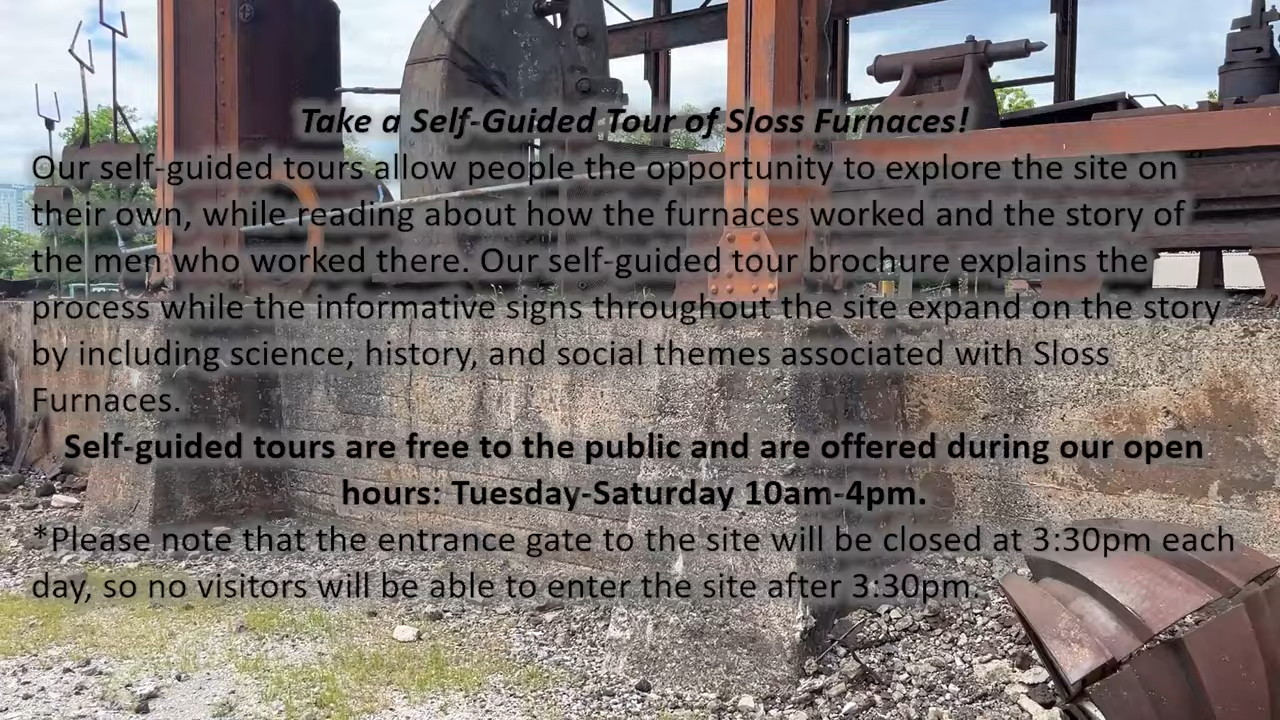 Take a Self-Guided Tour of Sloss Furnaces!
Our self-guided tours allow people the opportunity to explore the site on
their own, while reading about how the furnaces worked and the story of
the men who worked there. Our self-guided tour brochure explains the
process while the informative signs throughout the site expand on the story
by including science, history, and social themes associated with Sloss
Furnaces.
Self-guided tours are free to the public and are offered during our open
hours: Tuesday-Saturday 10am-4pm.
*Please note that the entrance gate to the site will be closed at 3:30pm each
day, so no visitors will be able to enter the site after 3:30pm.